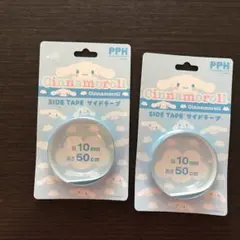 PPH
Cinnamoroll
Cinnamoroll
SIDE TAPE サイドテープ
幅10mm
長さ50cm
PPH
Cinnamoroll
Cinnamoroll
SIDE TAPE サイドテープ
幅10mm
長さ50cm